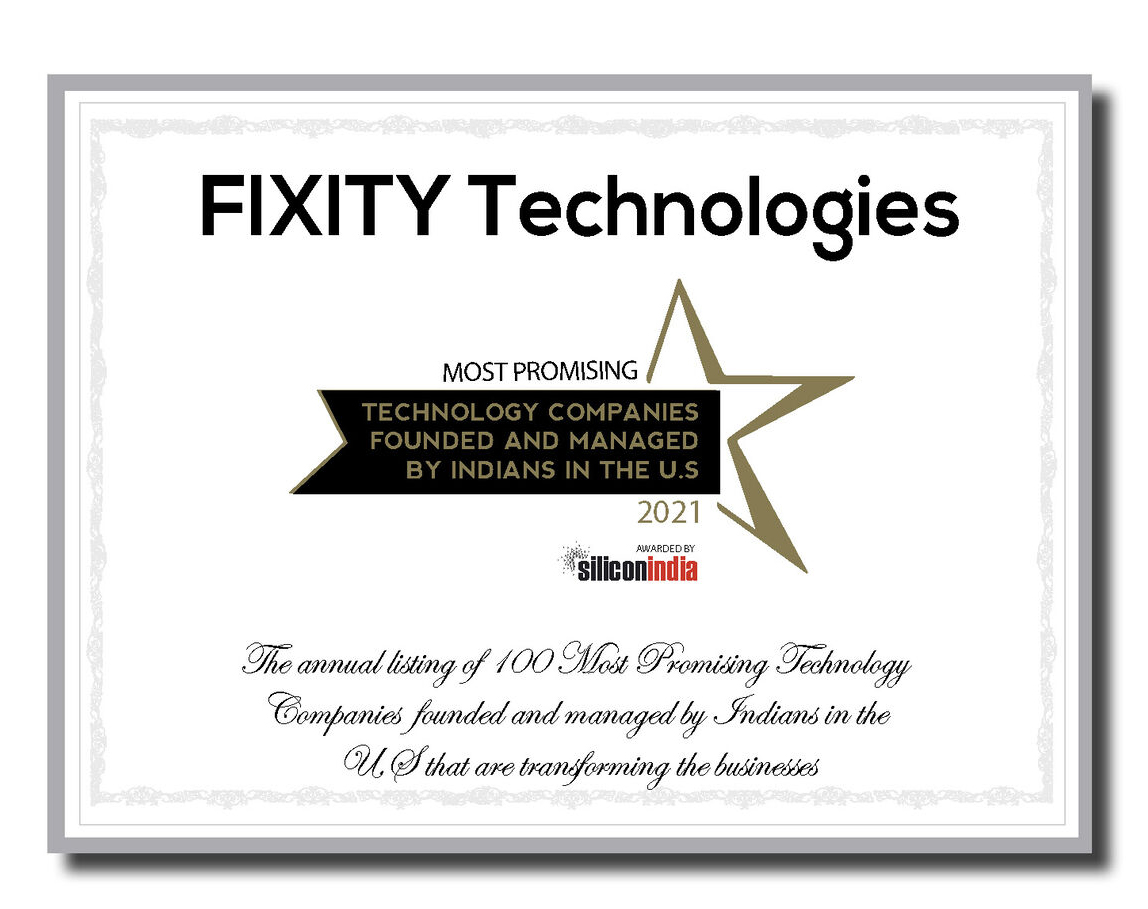 FIXITY Technologies
MOST PROMISING
TECHNOLOGY COMPANIES
FOUNDED AND MANAGED
BY INDIANS IN THE U.S
2021
AWARDED BY
siliconindia
The annual listing of 100 Most Promising Technology
Companies founded and managed by Indians in the
U.S that are transforming the businesses